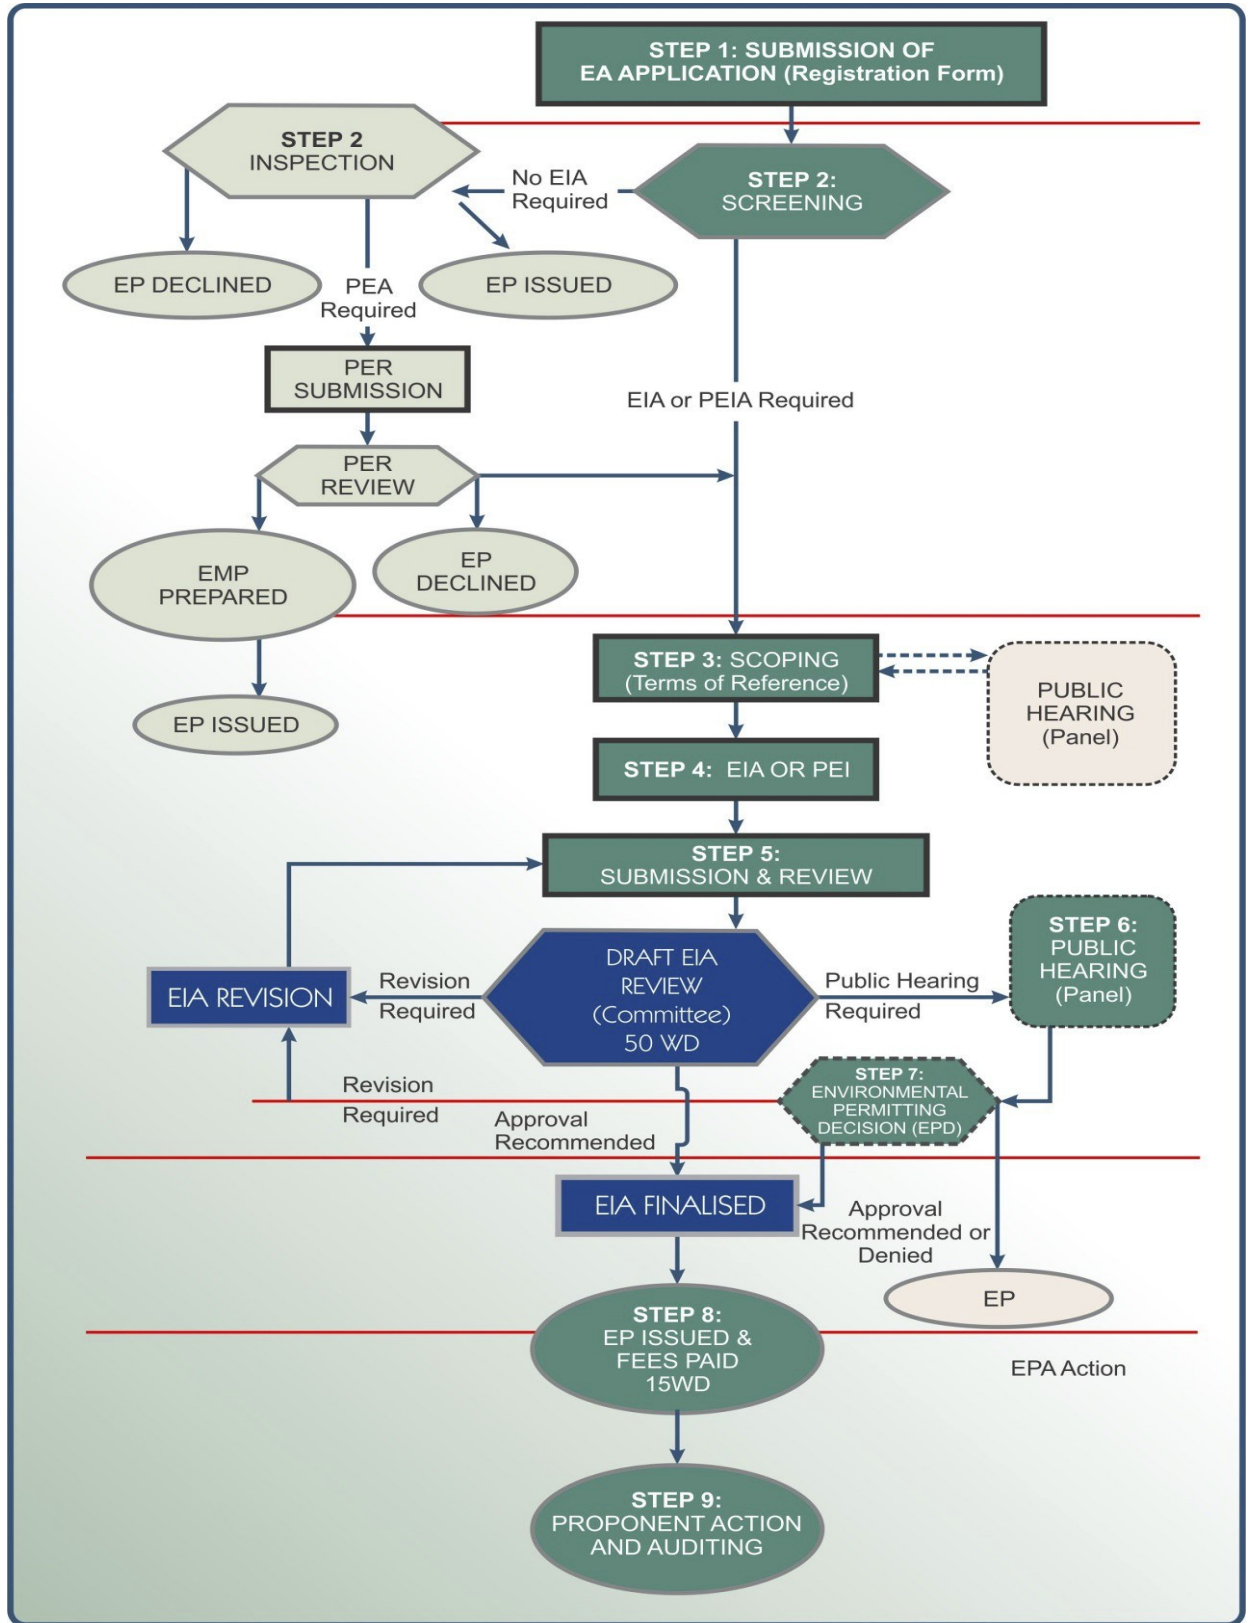 STEP 1: SUBMISSION OF
EA APPLICATION (Registration Form)
STEP 2
INSPECTION
No EIA
Required
STEP 2:
SCREENING
EP DECLINED
PEA
Required
EP ISSUED
PER
SUBMISSION
EIA or PEIA Required
PER
REVIEW
EMP
PREPARED
EP
DECLINED
EP ISSUED
STEP 3: SCOPING
(Terms of Reference)
PUBLIC
HEARING
(Panel)
STEP 4: EIA OR PEI
STEP 5:
SUBMISSION & REVIEW
EIA REVISION
Revision
Required
DRAFT EIA
REVIEW
(Committee)
50 WD
Public Hearing
Required
STEP 6:
PUBLIC
HEARING
(Panel)
Revision
Required
Approval
Recommended
STEP 7:
ENVIRONMENTAL
PERMITTING
DECISION (EPD)
EIA FINALISED
Approval
Recommended or
Denied
EP
STEP 8:
EP ISSUED &
FEES PAID
15WD
EPA Action
STEP 9:
PROPONENT ACTION
AND AUDITING